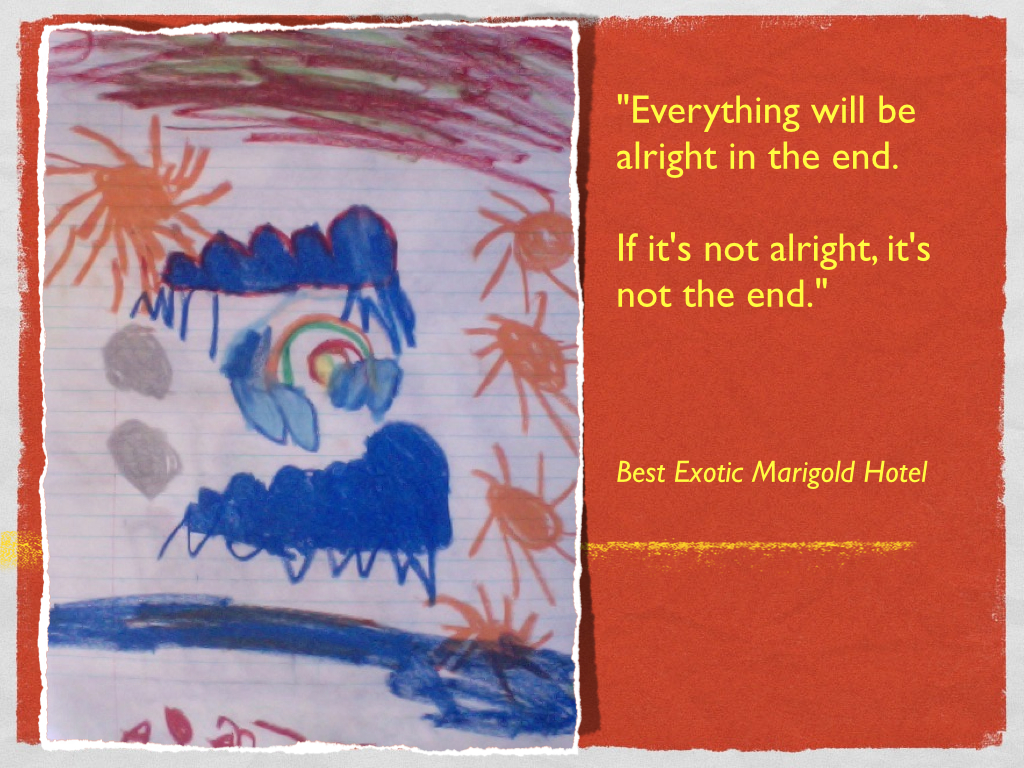 "Everything will be
alright in the end.
If it's not alright, it's
not the end."
Best Exotic Marigold Hotel